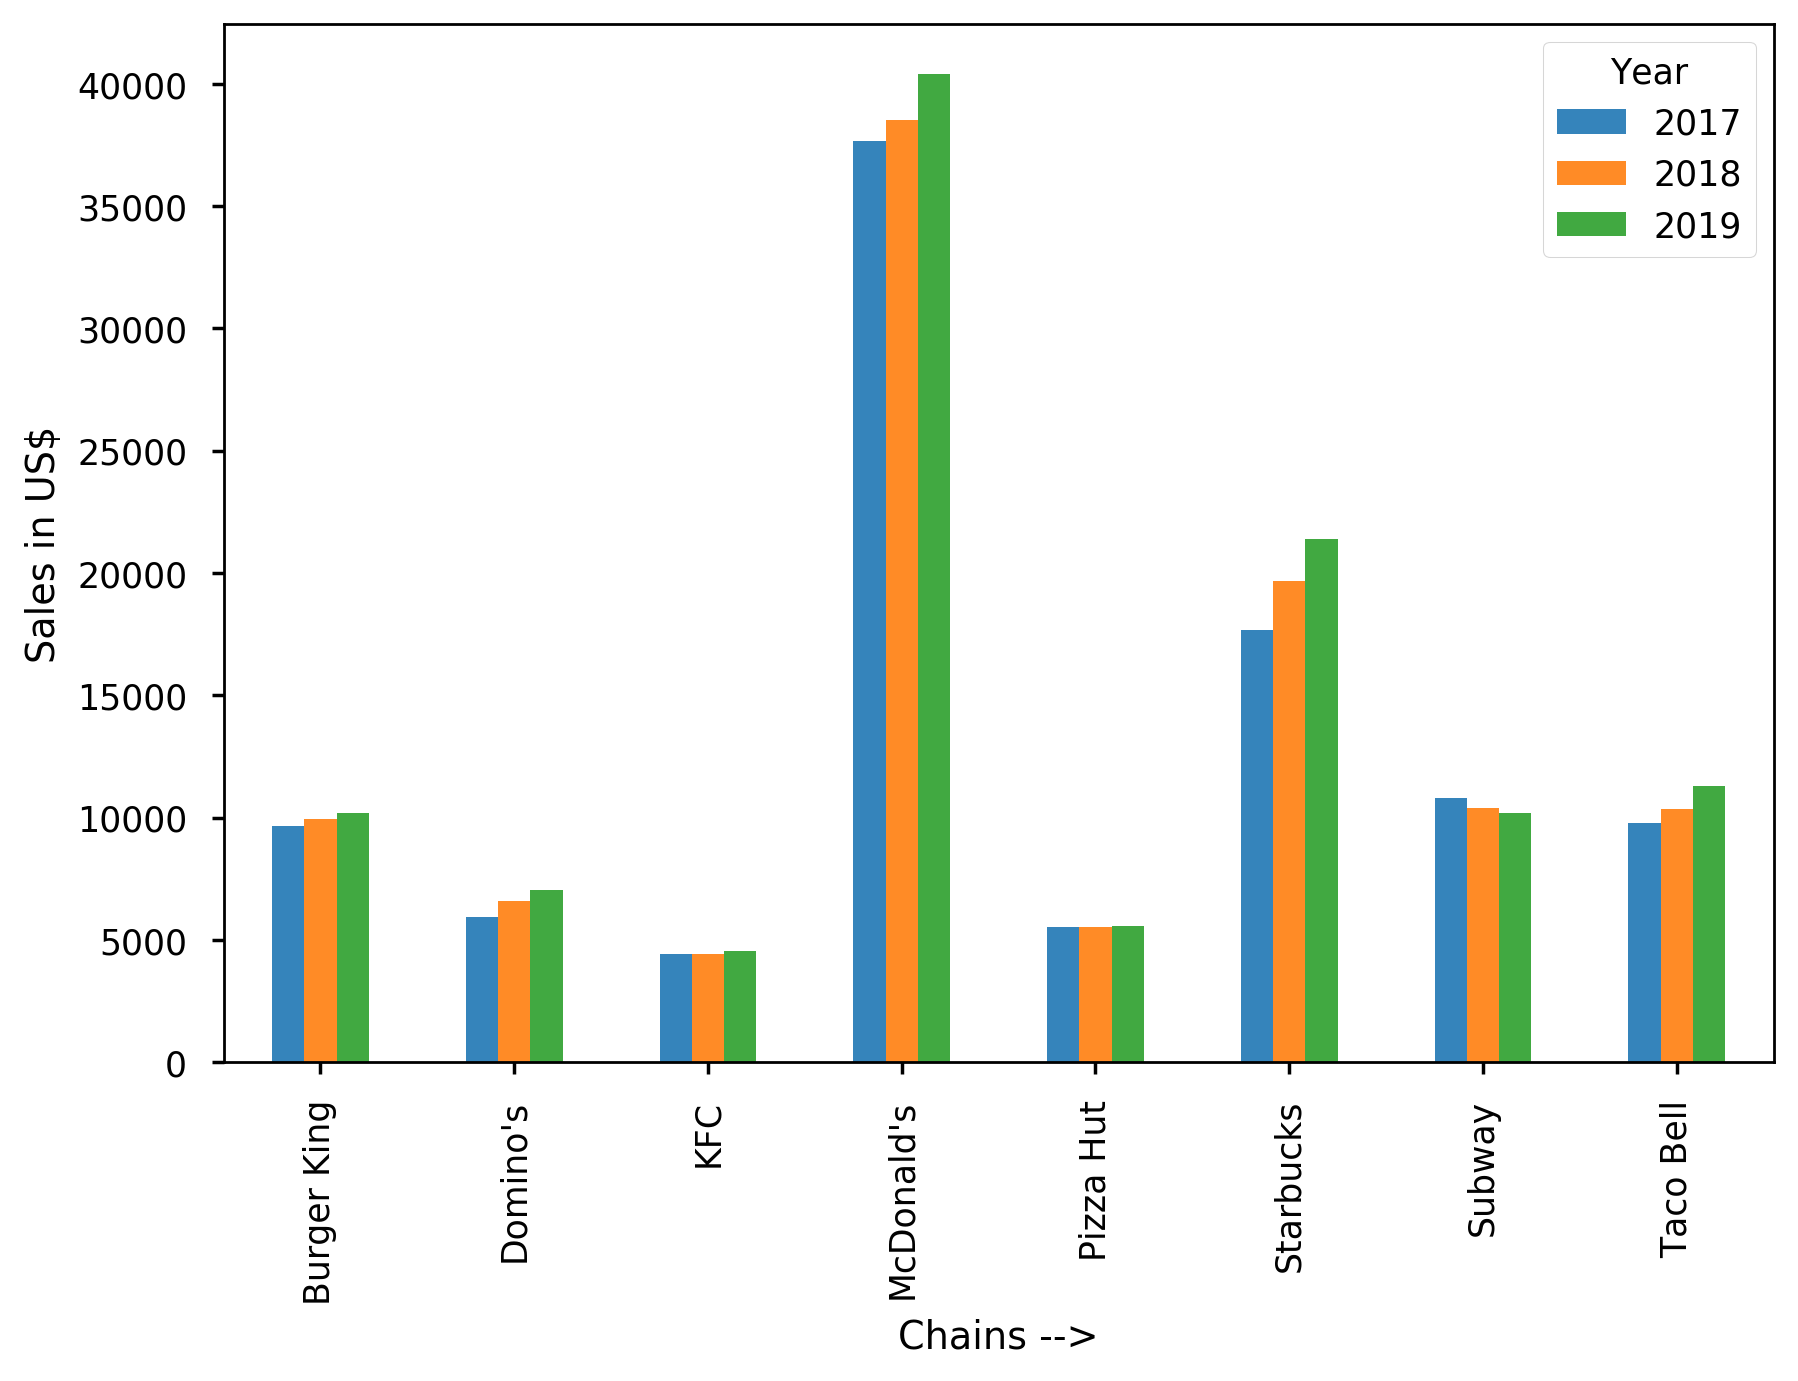 Year
2017
2018
2019
40000
35000
30000
25000
20000
15000
10000
5000
0
Sales in US$
Burger King
Domino's
KFC
McDonald's
Pizza Hut
Starbucks
Subway
Taco Bell
Chains -->